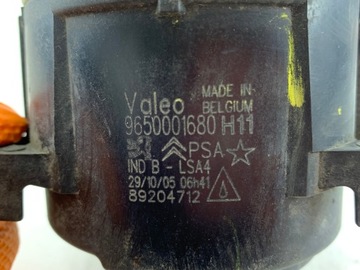 Valeo MADE IN BELGIUM
9650001680 H11
PSA
IND B - LSA4
29/10/05 06h41
89204712